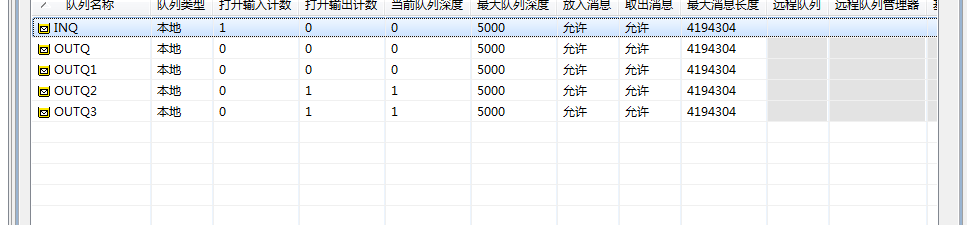 队列名称 队列类型 打开输入计数 打开输出计数 当前队列深度 最大队列深度 放入消息 取出消息 最大消息长度 远程队列 远程队列管理器
INQ 本地 1 0 0 5000 允许 允许 4194304
OUTQ 本地 0 0 0 5000 允许 允许 4194304
OUTQ1 本地 0 0 0 5000 允许 允许 4194304
OUTQ2 本地 0 1 1 5000 允许 允许 4194304
OUTQ3 本地 0 1 1 5000 允许 允许 4194304